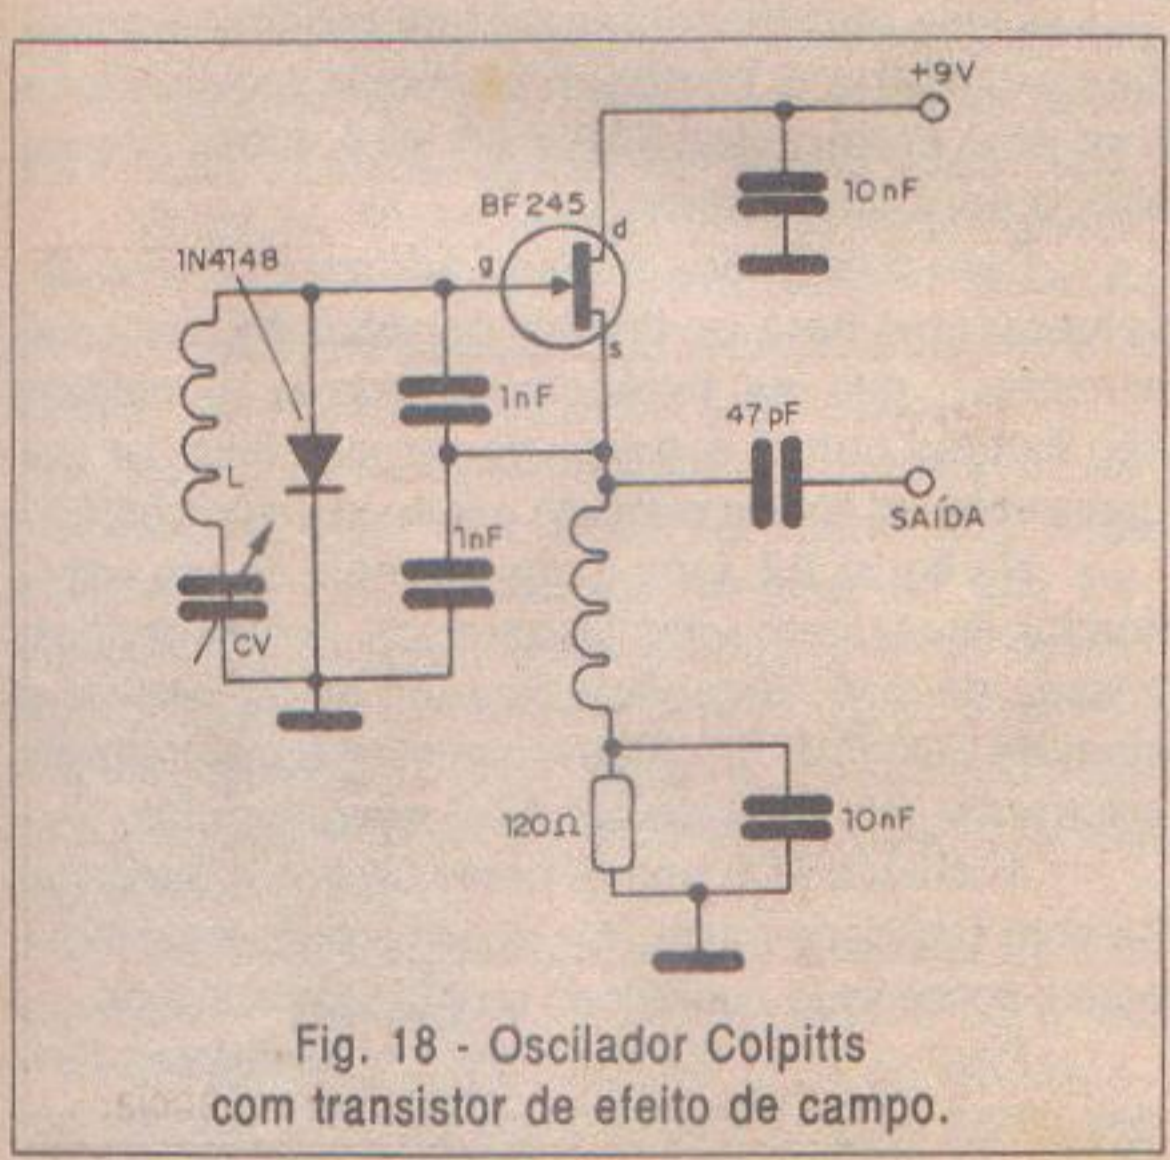 +9V
10nF
BF245
d
g
1N4148
s
1nF
47pF
L
SAÍDA
1nF
CV
120Ω
10nF
Fig. 18 - Oscilador Colpitts
com transistor de efeito de campo.